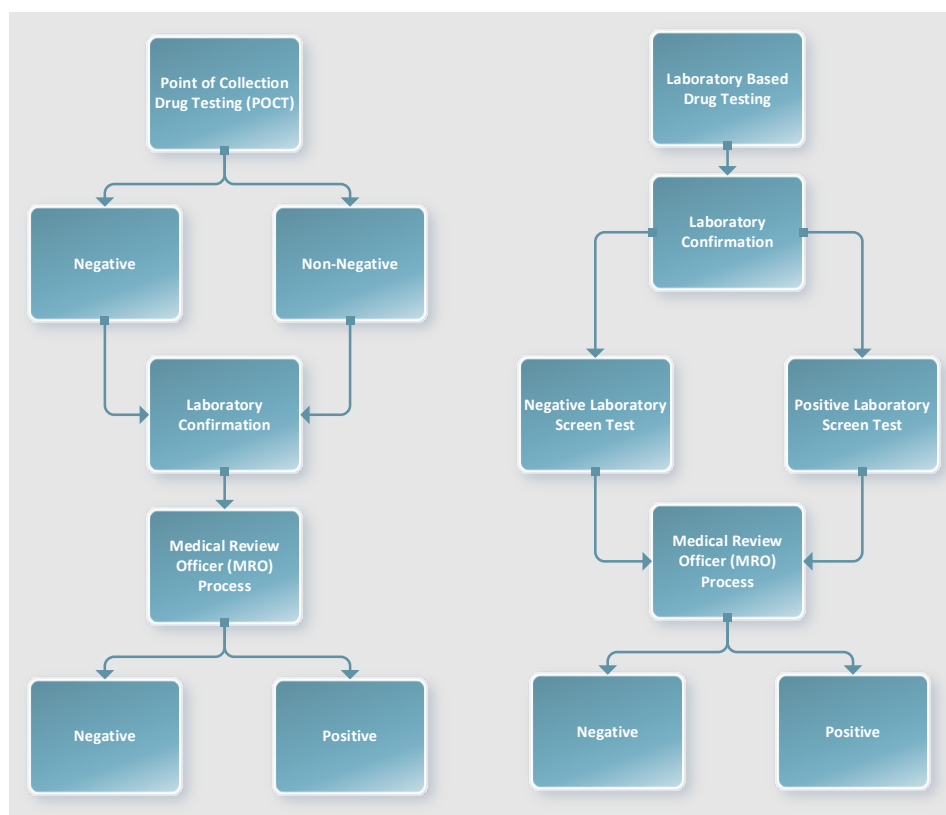 Point of Collection
Drug Testing (POCT)
Negative
Non-Negative
Laboratory
Confirmation
Medical Review
Officer (MRO)
Process
Negative
Positive
Laboratory Based
Drug Testing
Laboratory
Confirmation
Negative Laboratory
Screen Test
Positive Laboratory
Screen Test
Medical Review
Officer (MRO)
Process
Negative
Positive